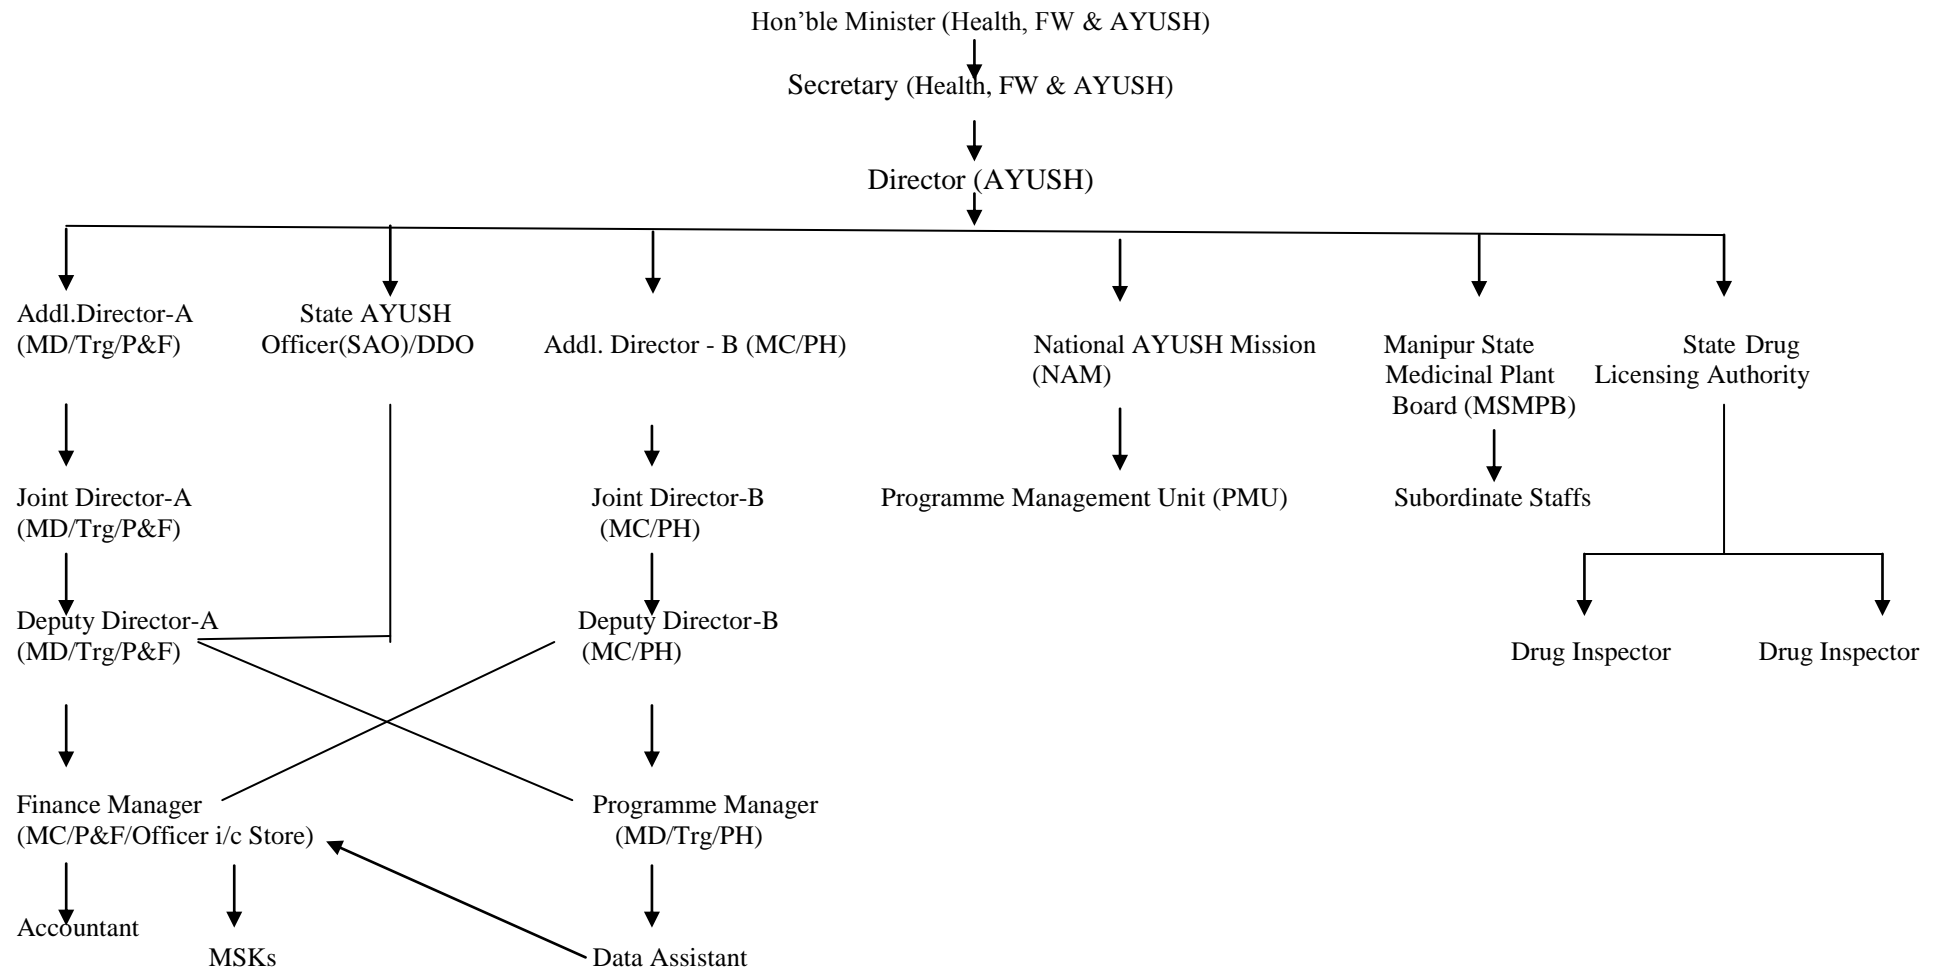 Hon’ble Minister (Health, FW & AYUSH)
Secretary (Health, FW & AYUSH)
Director (AYUSH)
Addl.Director-A
(MD/Trg/P&F)
State AYUSH
Officer(SAO)/DDO
Addl. Director - B (MC/PH)
National AYUSH Mission
(NAM)
Manipur State
Medicinal Plant
Board (MSMPB)
State Drug
Licensing Authority
Joint Director-A
(MD/Trg/P&F)
Joint Director-B
(MC/PH)
Programme Management Unit (PMU)
Subordinate Staffs
Deputy Director-A
(MD/Trg/P&F)
Deputy Director-B
(MC/PH)
Drug Inspector
Drug Inspector
Finance Manager
(MC/P&F/Officer i/c Store)
Programme Manager
(MD/Trg/PH)
Accountant
MSKs
Data Assistant